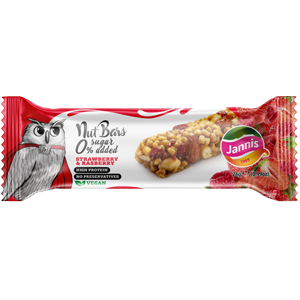 Nut Bars
sugar
0% added
STRAWBERRY
& RASBERRY
HIGH PROTEIN
NO PRESERVATIVES
VEGAN
Jannis